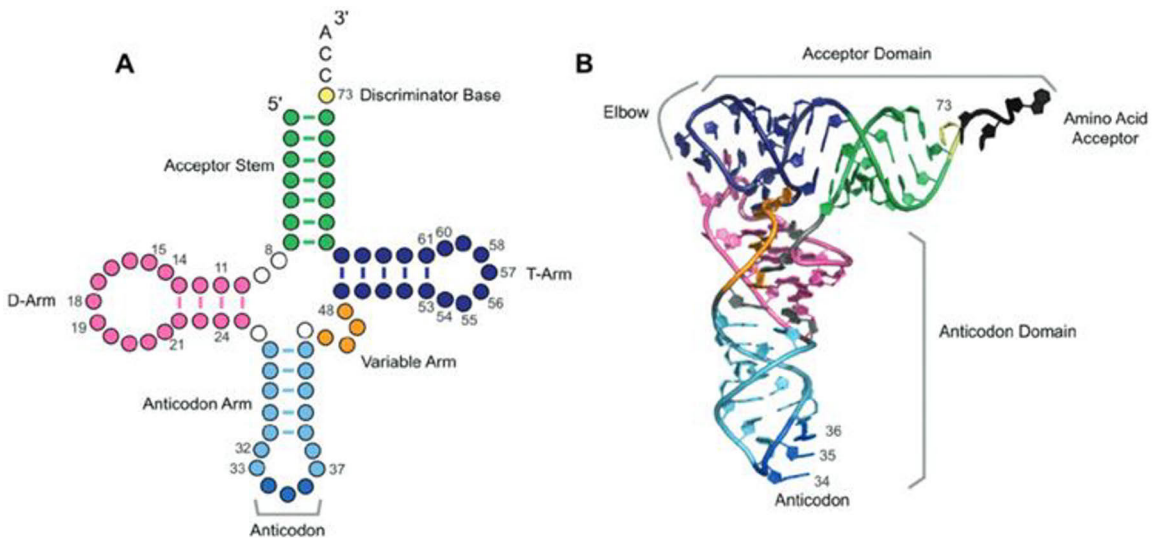 A
3'
A
C
C
73 Discriminator Base
5'
Acceptor Stem
8
15
14
11
D-Arm
18
19
21
24
61
60
58
57
T-Arm
56
55
54
53
48
Variable Arm
Anticodon Arm
32
33
37
Anticodon
B
Acceptor Domain
Elbow
73
Amino Acid
Acceptor
Anticodon Domain
36
35
34
Anticodon